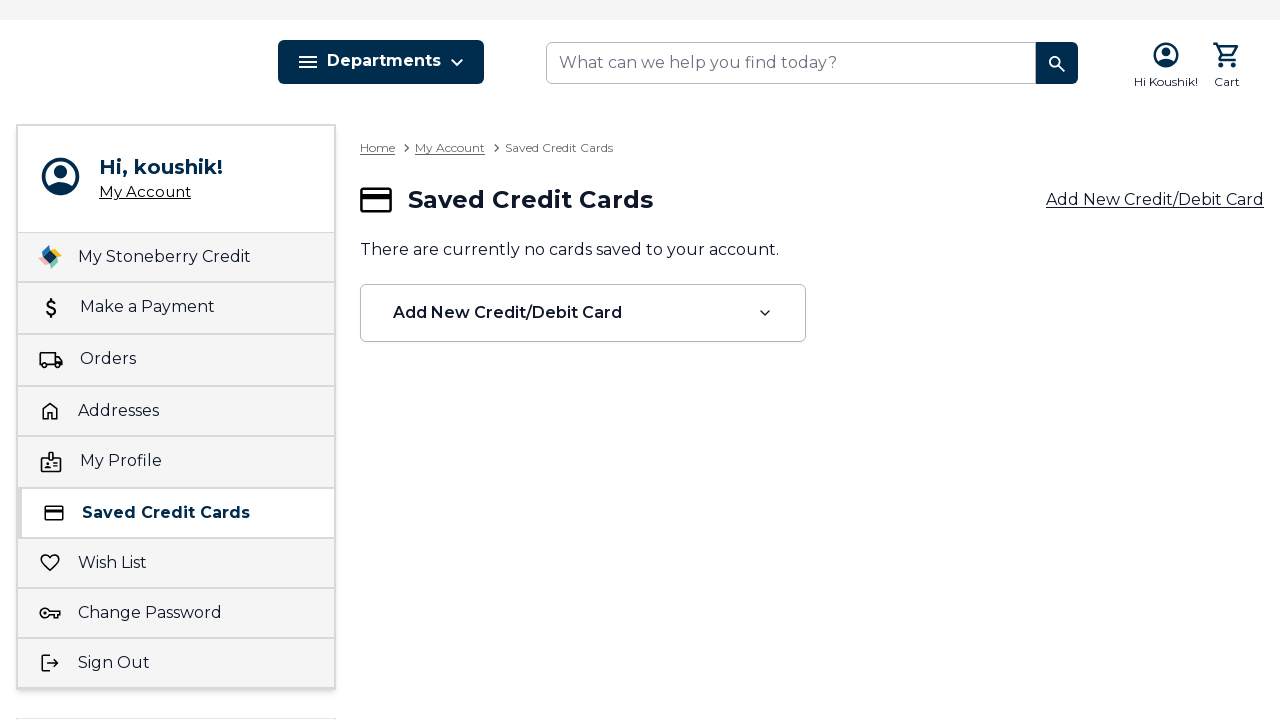 Departments
What can we help you find today?
Hi Koushik!
Cart
Hi, koushik!
My Account
My Stoneberry Credit
Make a Payment
Orders
Addresses
My Profile
Saved Credit Cards
Wish List
Change Password
Sign Out
Home
My Account
Saved Credit Cards
Saved Credit Cards
Add New Credit/Debit Card
There are currently no cards saved to your account.
Add New Credit/Debit Card